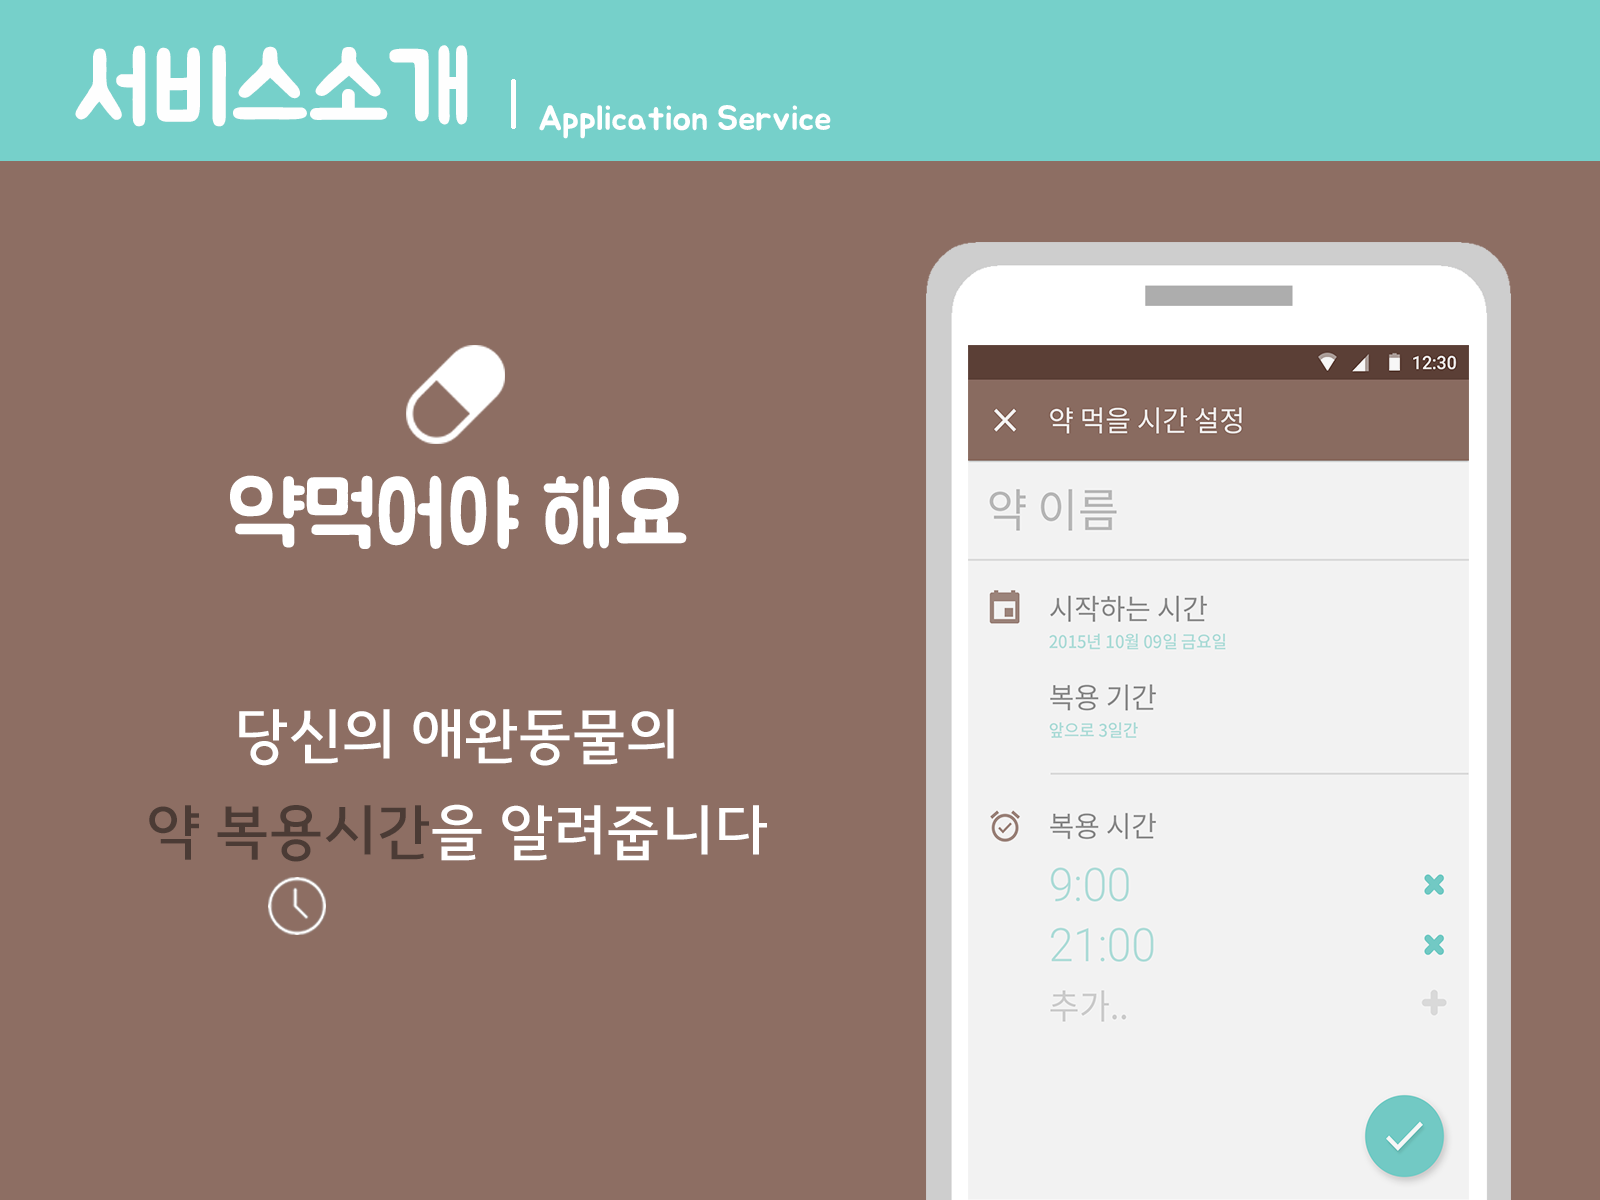 서비스소개
Application Service
약먹어야 해요
당신의 애완동물의
약 복용시간을 알려줍니다
12:30
약 먹을 시간 설정
약 이름
시작하는 시간
2015년 10월 09일 금요일
복용 기간
앞으로 3일간
복용 시간
9:00
21:00
추가..